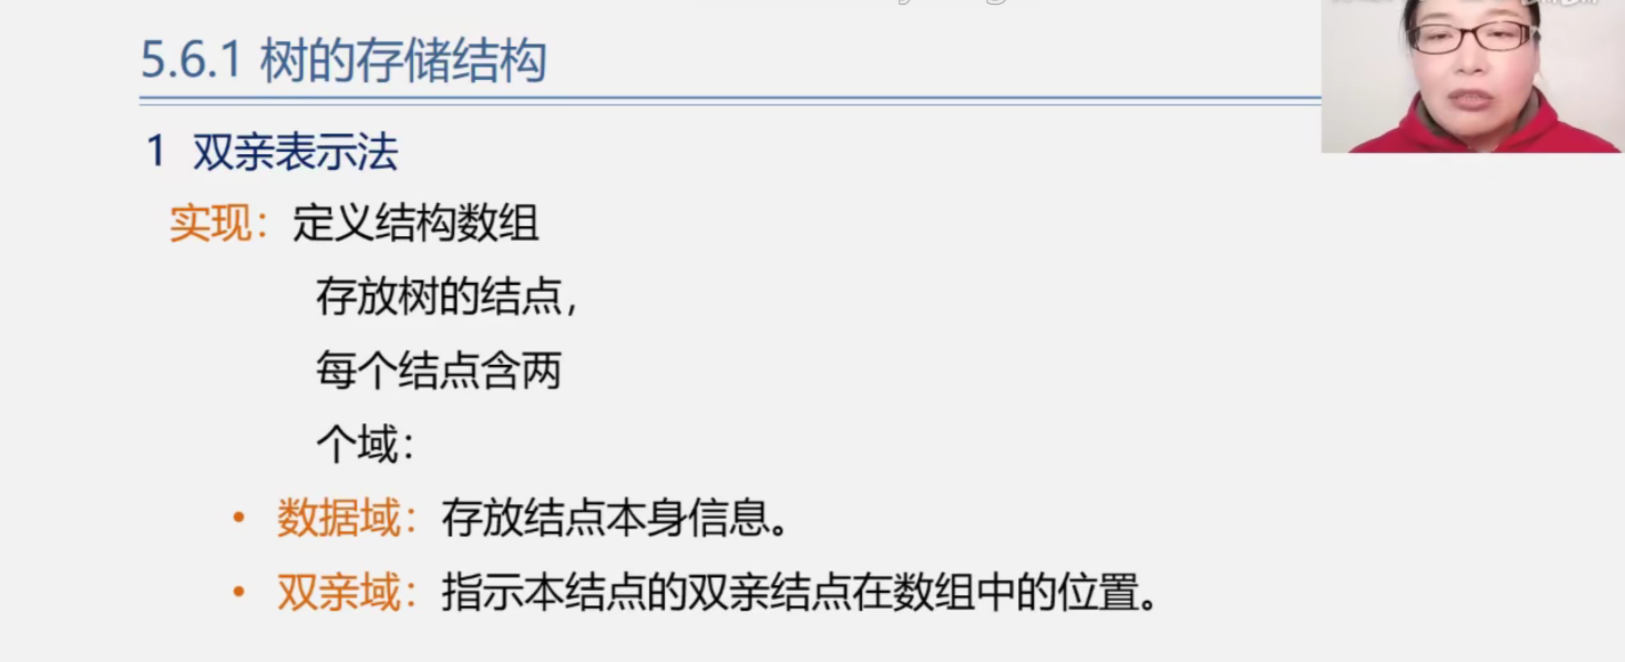 5.6.1 树的存储结构
1 双亲表示法
实现：定义结构数组
存放树的结点，
每个结点含两
个域：
• 数据域：存放结点本身信息。
• 双亲域：指示本结点的双亲结点在数组中的位置。